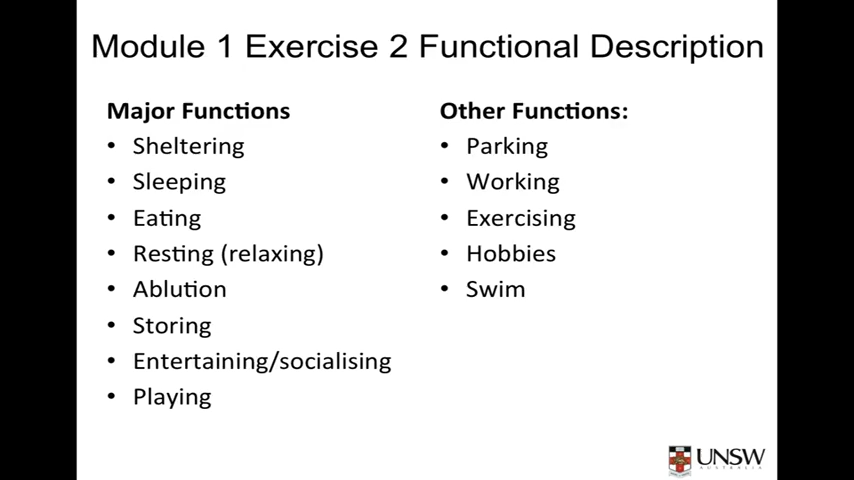 Module 1 Exercise 2 Functional Description
Major Functions
• Sheltering
• Sleeping
• Eating
• Resting (relaxing)
• Ablution
• Storing
• Entertaining/socialising
• Playing
Other Functions:
• Parking
• Working
• Exercising
• Hobbies
• Swim
UNSW
AUSTRALIA